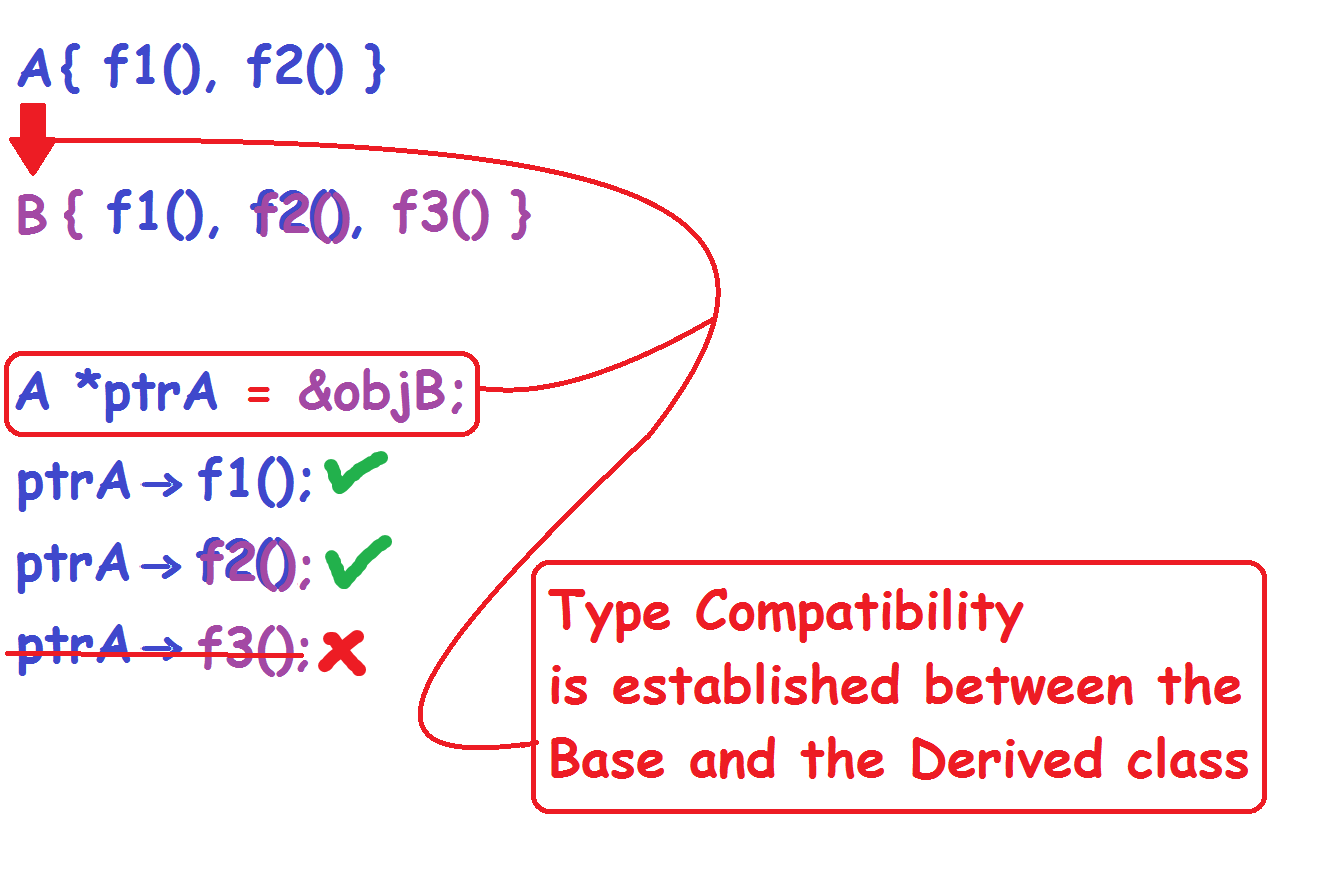 A{ f1(), f2() }
B{ f1(), f2(), f3() }
A *ptrA = &objB;
ptrA→f1();
ptrA→f2();
ptrA→f3();
Type Compatibility
is established between the
Base and the Derived class